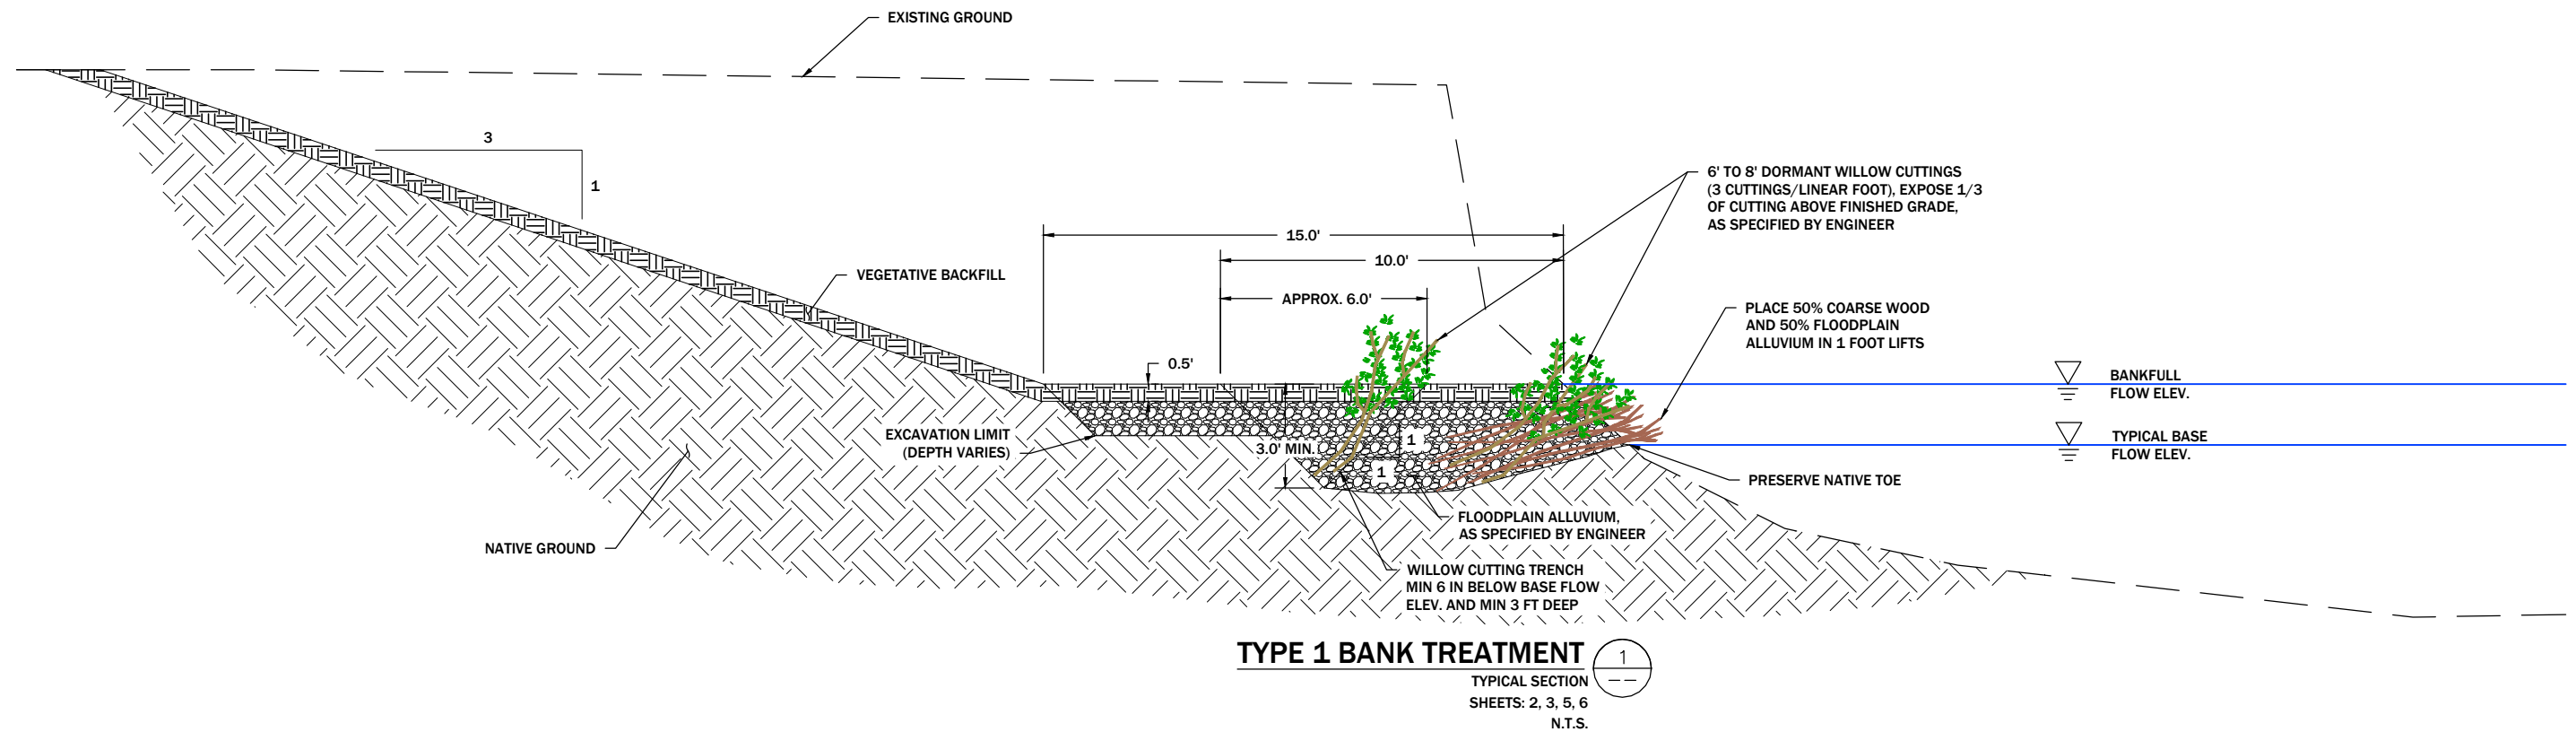 EXISTING GROUND
3
1
6' TO 8' DORMANT WILLOW CUTTINGS
(3 CUTTINGS/LINEAR FOOT), EXPOSE 1/3
OF CUTTING ABOVE FINISHED GRADE,
AS SPECIFIED BY ENGINEER
15.0'
10.0'
VEGETATIVE BACKFILL
APPROX. 6.0'
PLACE 50% COARSE WOOD
AND 50% FLOODPLAIN
ALLUVIUM IN 1 FOOT LIFTS
0.5'
BANKFULL
FLOW ELEV.
EXCAVATION LIMIT
(DEPTH VARIES)
3.0' MIN.
1
1
TYPICAL BASE
FLOW ELEV.
PRESERVE NATIVE TOE
FLOODPLAIN ALLUVIUM,
AS SPECIFIED BY ENGINEER
NATIVE GROUND
WILLOW CUTTING TRENCH
MIN 6 IN BELOW BASE FLOW
ELEV. AND MIN 3 FT DEEP
TYPE 1 BANK TREATMENT
1
--
TYPICAL SECTION
SHEETS: 2, 3, 5, 6
N.T.S.